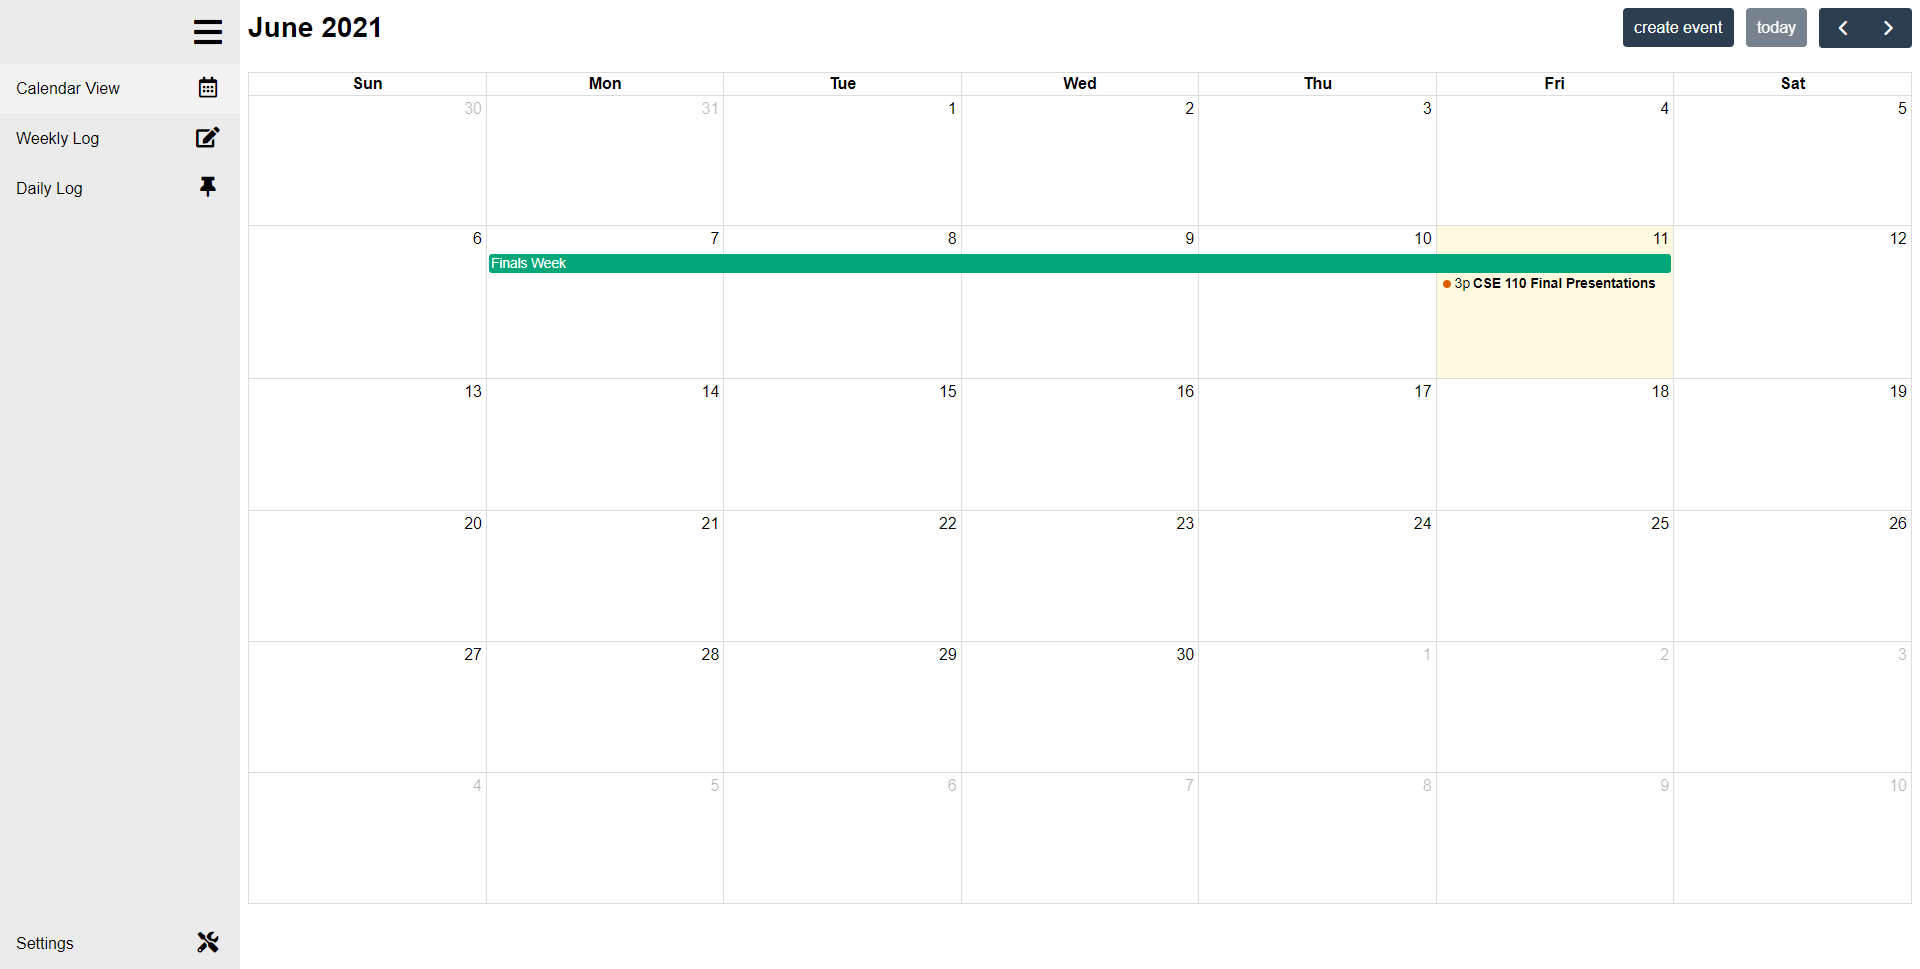 June 2021
create event
today
Calendar View
Weekly Log
Daily Log
Settings
Sun Mon Tue Wed Thu Fri Sat
30 31 1 2 3 4 5
6 7 8 9 10 11 12
Finals Week
3p CSE 110 Final Presentations
13 14 15 16 17 18 19
20 21 22 23 24 25 26
27 28 29 30 1 2 3
4 5 6 7 8 9 10